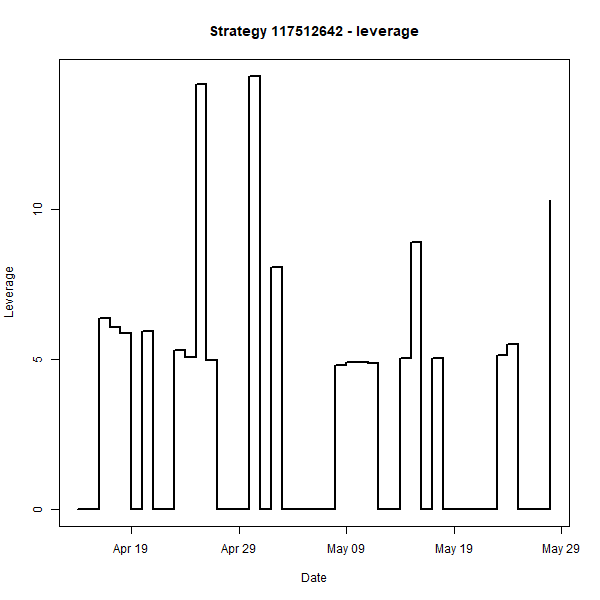 Strategy 117512642 - leverage
Leverage
10
5
0
Apr 19
Apr 29
May 09
May 19
May 29
Date